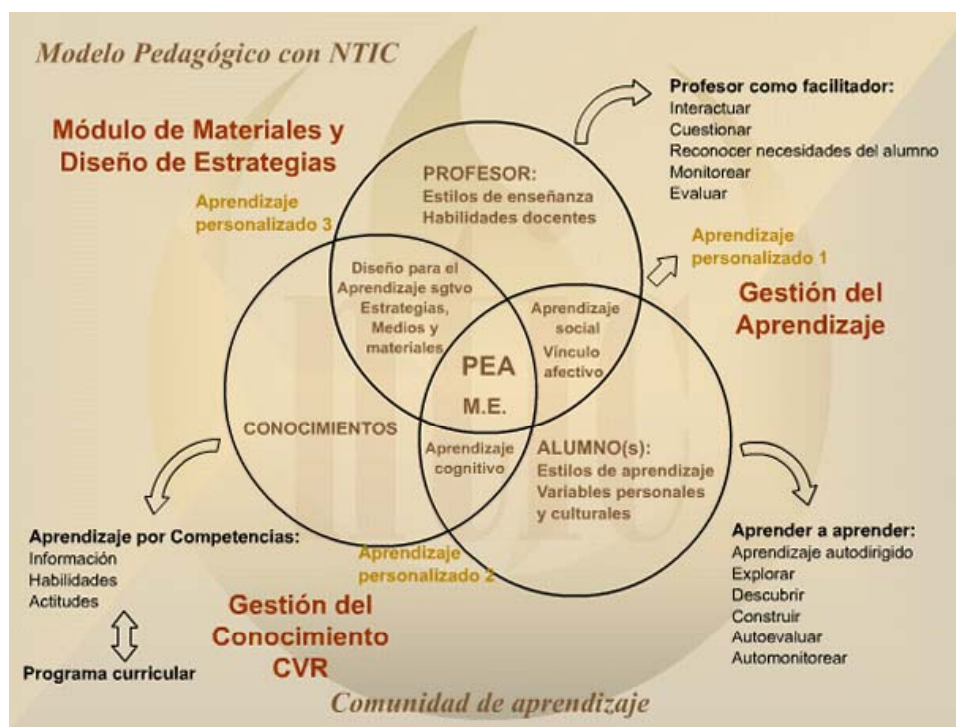 Modelo Pedagógico con NTIC
Módulo de Materiales y
Diseño de Estrategias
Aprendizaje
personalizado 3
PROFESOR:
Estilos de enseñanza
Habilidades docentes
Profesor como facilitador:
Interactuar
Cuestionar
Reconocer necesidades del alumno
Monitorear
Evaluar
Aprendizaje
personalizado 1
Gestión del
Aprendizaje
Diseño para el
Aprendizaje sgtvo
Estrategias,
Medios y
materiales
Aprendizaje
social
Vínculo
afectivo
PEA
M.E.
CONOCIMIENTOS
Aprendizaje
cognitivo
ALUMNO(s):
Estilos de aprendizaje
Variables personales
y culturales
Aprendizaje por Competencias:
Información
Habilidades
Actitudes
Programa curricular
Aprendizaje
personalizado 2
Gestión del
Conocimiento
CVR
Aprender a aprender:
Aprendizaje autodirigido
Explorar
Descubrir
Construir
Autoevaluar
Automonitorear
Comunidad de aprendizaje